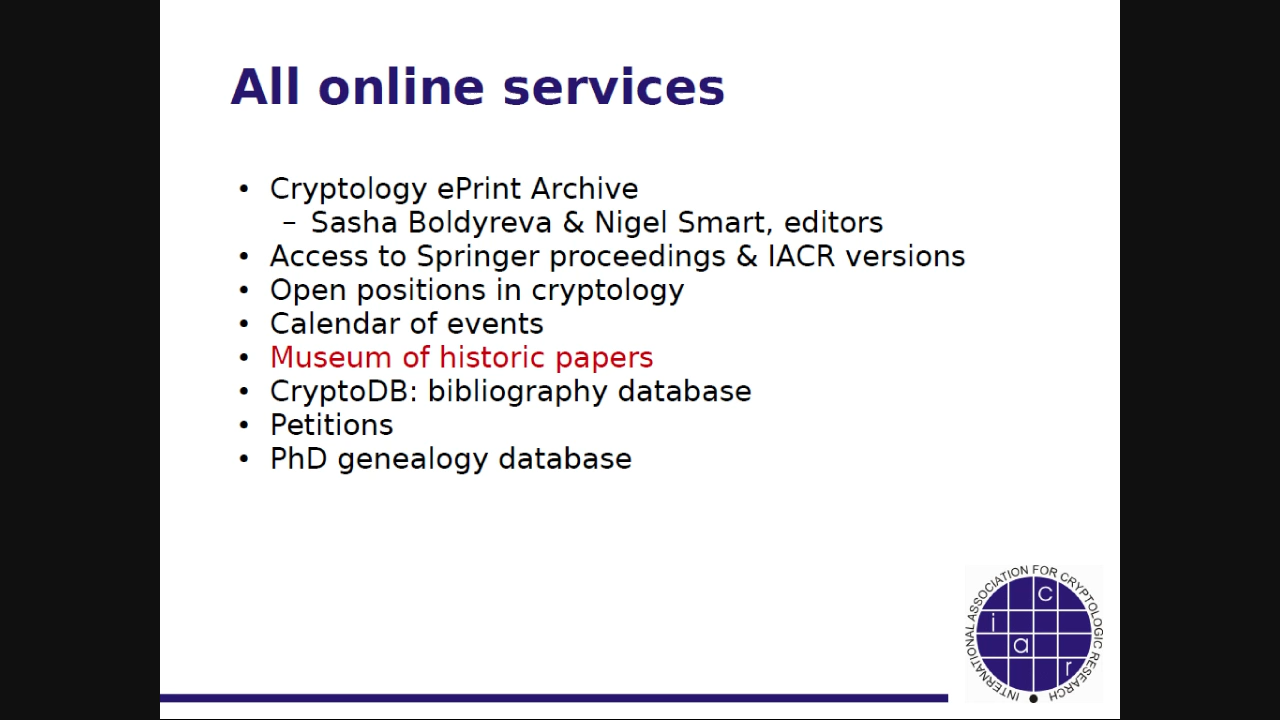 All online services
• Cryptology ePrint Archive
– Sasha Boldyreva & Nigel Smart, editors
• Access to Springer proceedings & IACR versions
• Open positions in cryptology
• Calendar of events
• Museum of historic papers
• CryptoDB: bibliography database
• Petitions
• PhD genealogy database
INTERNATIONAL ASSOCIATION FOR CRYPTOLOGIC RESEARCH
c
i
a
r